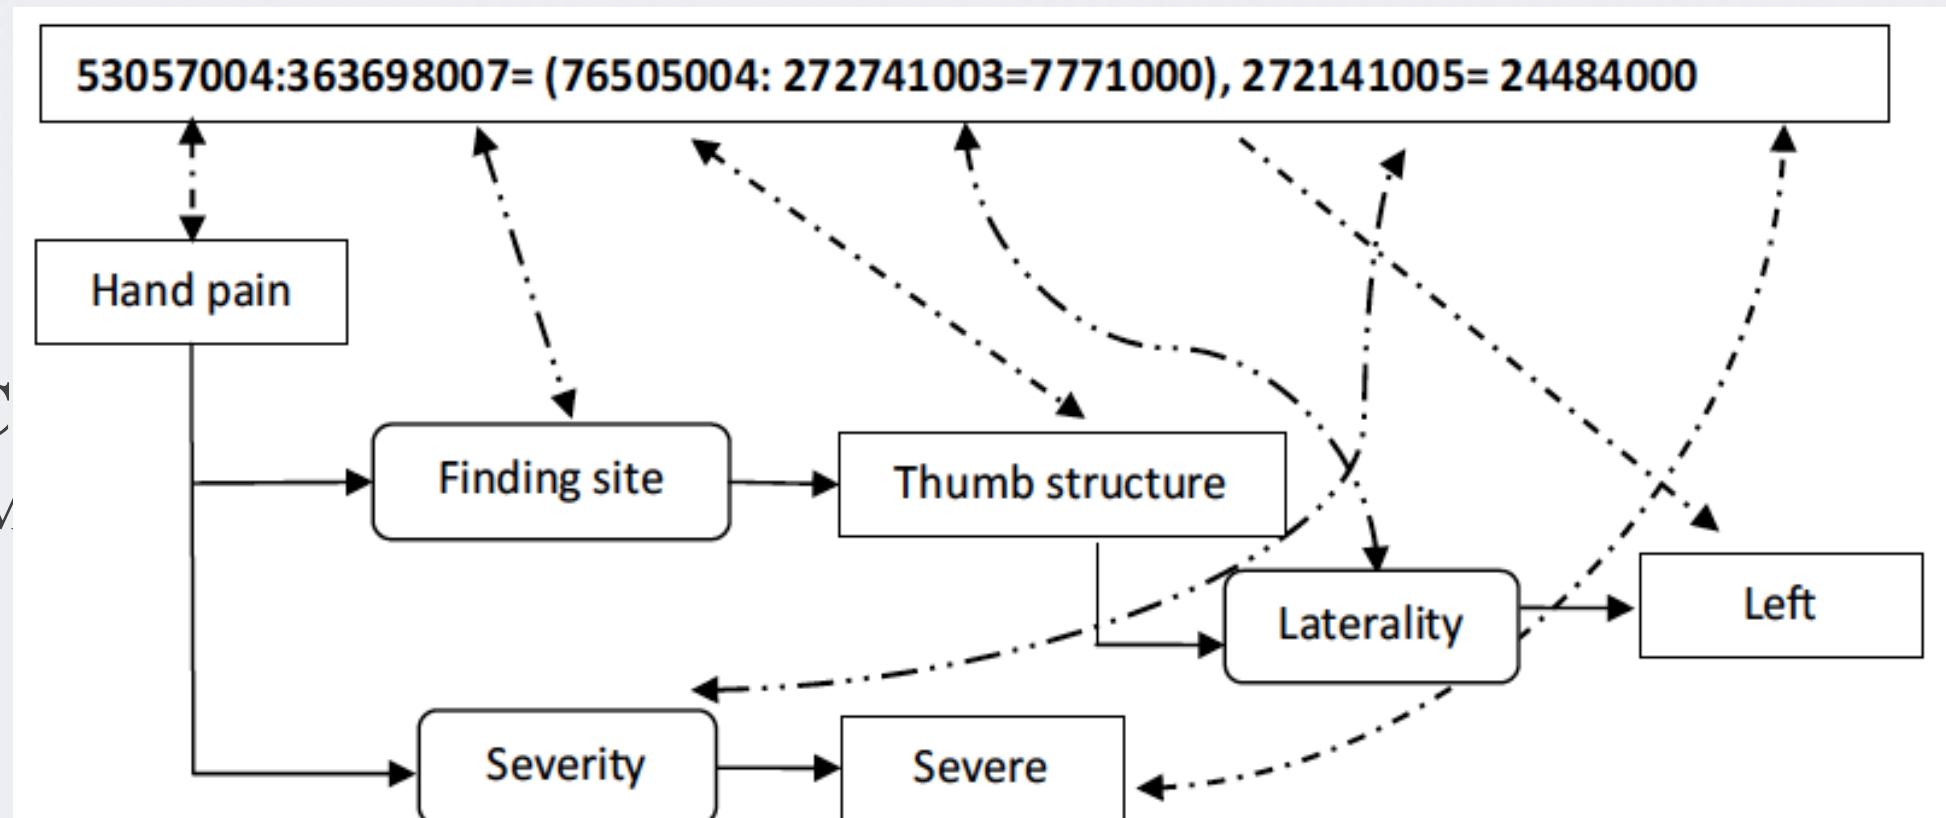 53057004:363698007= (76505004: 272741003=7771000), 272141005= 24484000
Hand pain
Finding site
Thumb structure
Laterality
Left
Severity
Severe